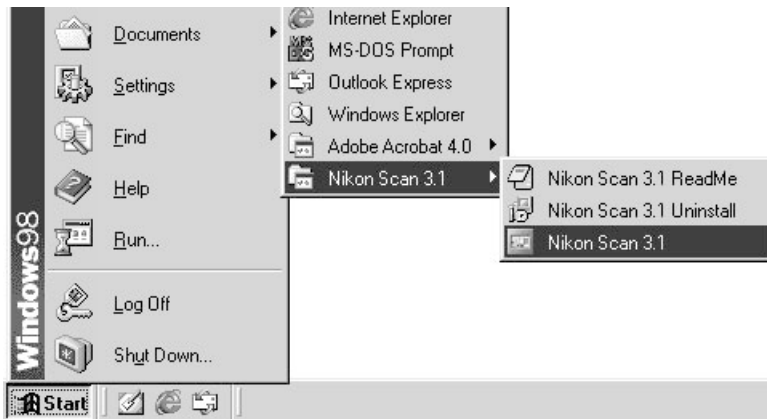 Documents
Settings
Find
Help
Run...
Log Off
Shut Down...
Windows98
Start
Internet Explorer
MS-DOS Prompt
Outlook Express
Windows Explorer
Adobe Acrobat 4.0
Nikon Scan 3.1
Nikon Scan 3.1 ReadMe
Nikon Scan 3.1 Uninstall
Nikon Scan 3.1